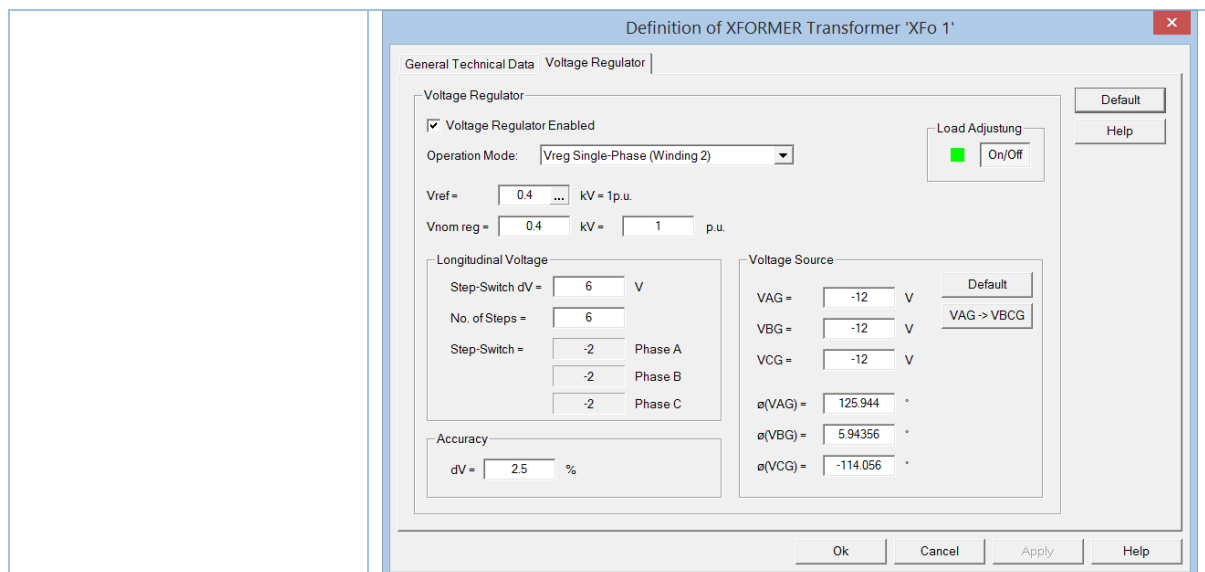 Definition of XFORMER Transformer 'XFo 1'
General Technical Data
Voltage Regulator
Voltage Regulator
Default
Help
Voltage Regulator Enabled
Operation Mode: Vreg Single-Phase (Winding 2)
Load Adjustung
On/Off
Vref = 0.4 ... kV = 1p.u.
Vnom reg = 0.4 kV = 1 p.u.
Longitudinal Voltage
Step-Switch dV = 6 V
No. of Steps = 6
Step-Switch = -2 Phase A
-2 Phase B
-2 Phase C
Accuracy
dV = 2.5 %
Voltage Source
VAG = -12 V
Default
VAG -> VBCG
VBG = -12 V
VCG = -12 V
ø(VAG) = 125.944 °
ø(VBG) = 5.94356 °
ø(VCG) = -114.056 °
Ok
Cancel
Apply
Help